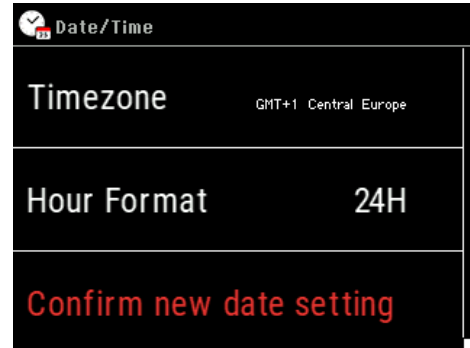 Date/Time
Timezone GMT+1 Central Europe
Hour Format 24H
Confirm new date setting